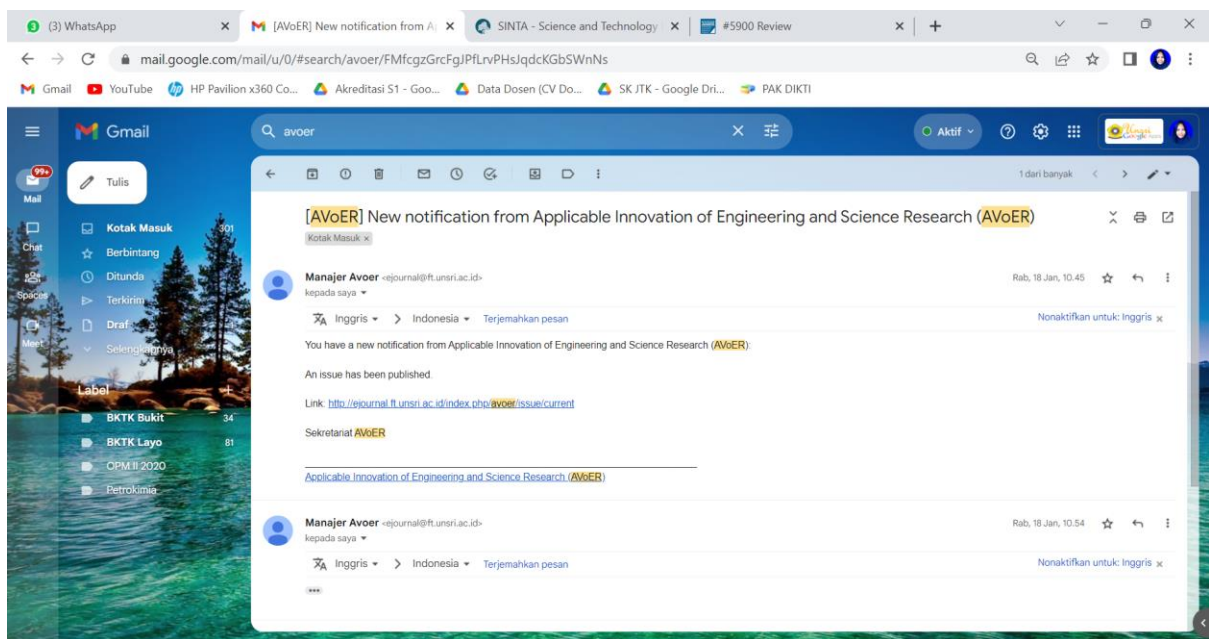 (3) WhatsApp
[AVoER] New notification from A
SINTA - Science and Technology
#5900 Review
mail.google.com/mail/u/0/#search/avoer/FMfcgzGrcFgJPfLrvPHsJqdcKGbSWnNs
Gmail
YouTube
HP Pavilion x360 Co...
Akreditasi S1 - Goo...
Data Dosen (CV Do...
SK JTK - Google Dri...
PAK DIKTI
Gmail
avoer
Aktif
99+
Mail
Chat
Spaces
Meet
Tulis
Kotak Masuk 301
Berbintang
Ditunda
Terkirim
Draf
Selengkapnya
Label
BKTK Bukit 34
BKTK Layo 81
OPM II 2020
Petrokimia
1 dari banyak
[AVoER] New notification from Applicable Innovation of Engineering and Science Research (AVoER)
Kotak Masuk x
Manajer Avoer <ejournal@ft.unsri.ac.id>
Rab, 18 Jan, 10.45
kepada saya
Inggris > Indonesia Terjemahkan pesan
Nonaktifkan untuk: Inggris x
You have a new notification from Applicable Innovation of Engineering and Science Research (AVoER):
An issue has been published.
Link: http://ejournal.ft.unsri.ac.id/index.php/avoer/issue/current
Sekretariat AVoER
Applicable Innovation of Engineering and Science Research (AVoER)
Manajer Avoer <ejournal@ft.unsri.ac.id>
Rab, 18 Jan, 10.54
kepada saya
Inggris > Indonesia Terjemahkan pesan
Nonaktifkan untuk: Inggris x